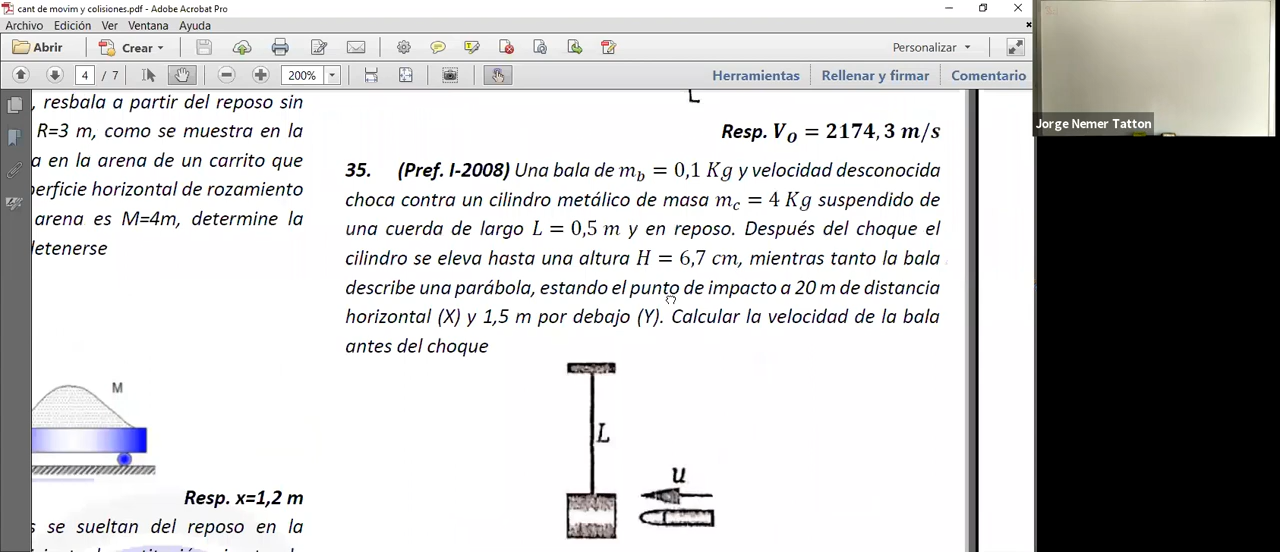 cant de movim y colisiones.pdf - Adobe Acrobat Pro
Archivo Edición Ver Ventana Ayuda
Abrir Crear Personalizar
4 / 7 200% Herramientas Rellenar y firmar Comentario
, resbala a partir del reposo sin
R=3 m, como se muestra en la
a en la arena de un carrito que
perficie horizontal de rozamiento
arena es M=4m, determine la
detenerse
M
Resp. x=1,2 m
s se sueltan del reposo en la
L
Resp. V₀ = 2174, 3 m/s
35. (Pref. I-2008) Una bala de m_b = 0,1 Kg y velocidad desconocida
choca contra un cilindro metálico de masa m_c = 4 Kg suspendido de
una cuerda de largo L = 0,5 m y en reposo. Después del choque el
cilindro se eleva hasta una altura H = 6,7 cm, mientras tanto la bala
describe una parábola, estando el punto de impacto a 20 m de distancia
horizontal (X) y 1,5 m por debajo (Y). Calcular la velocidad de la bala
antes del choque
L
u
Jorge Nemer Tatton